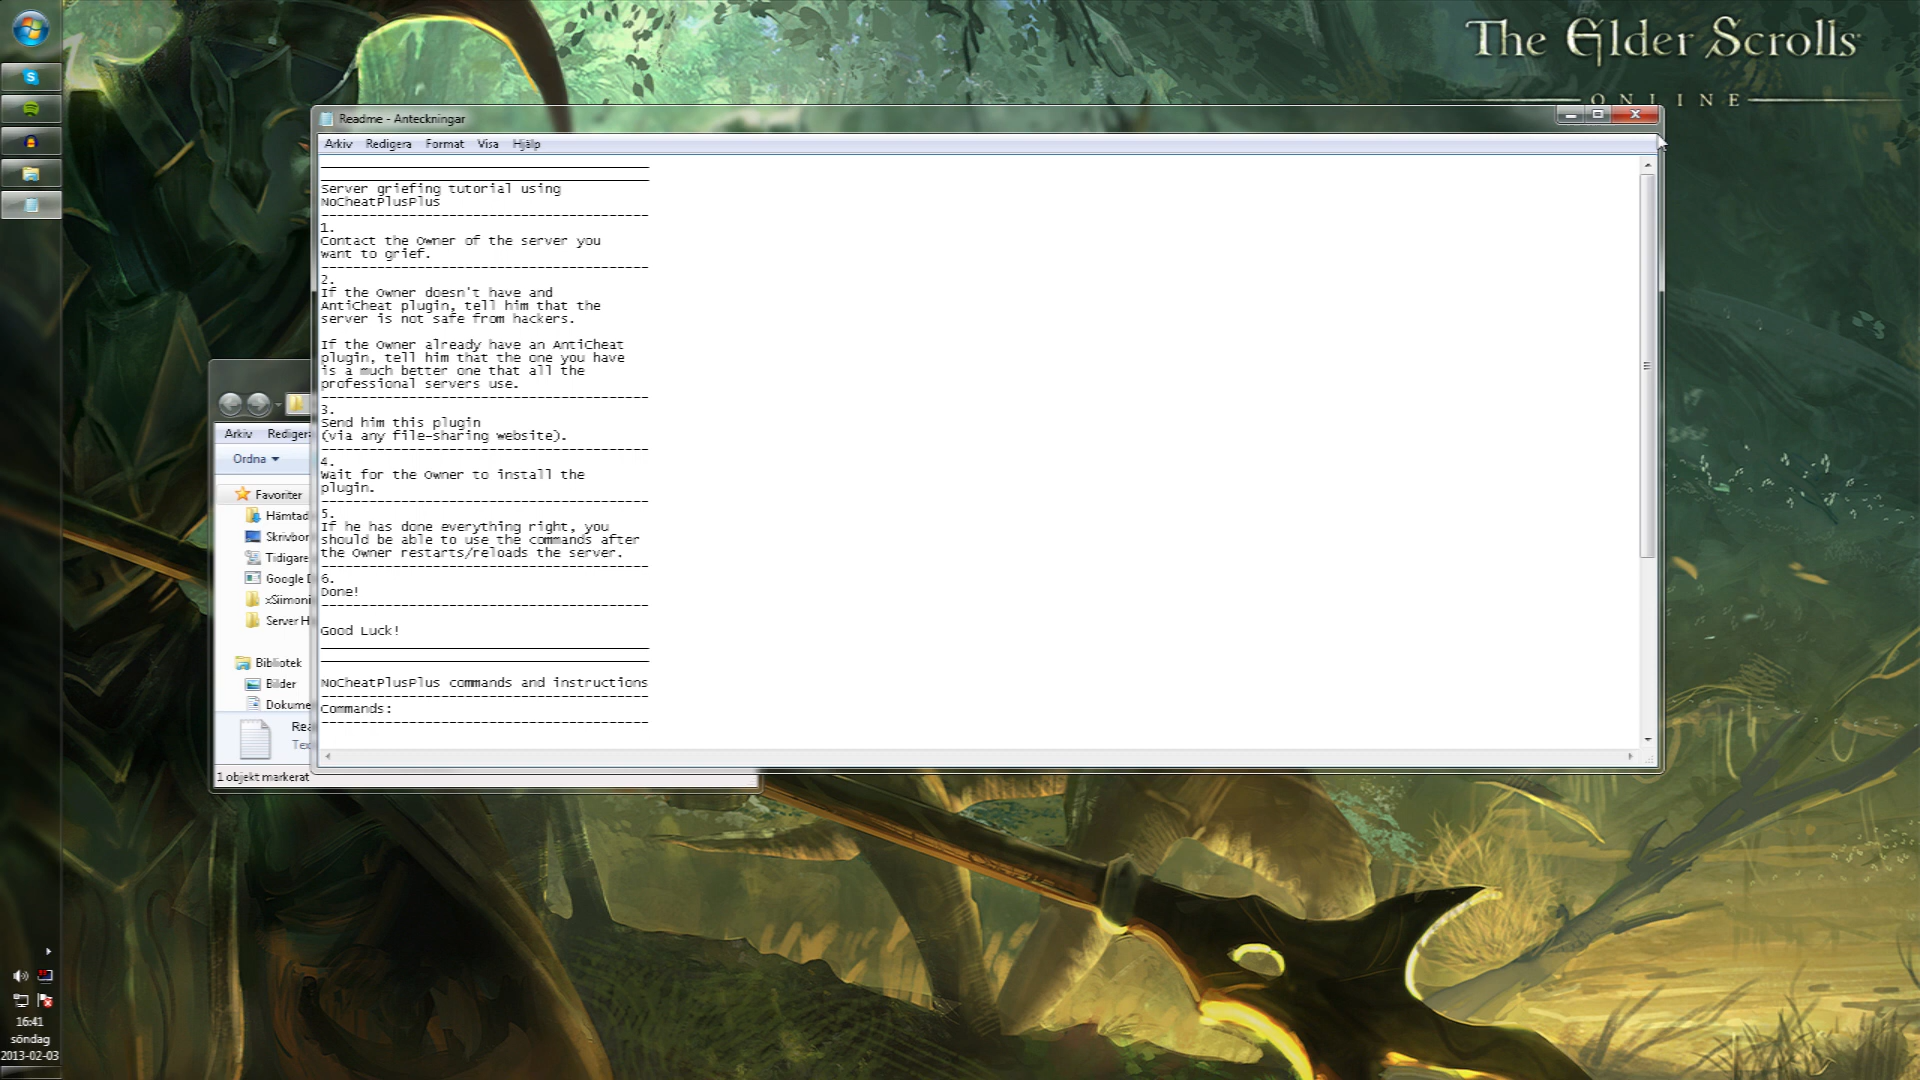 The Elder Scrolls
ONLINE
Readme - Anteckningar
Arkiv Redigera Format Visa Hjälp
Server griefing tutorial using
NoCheatPlusPlus
----------------------------------------
1.
Contact the Owner of the server you
want to grief.
----------------------------------------
2.
If the Owner doesn't have and
AntiCheat plugin, tell him that the
server is not safe from hackers.
If the Owner already have an AntiCheat
plugin, tell him that the one you have
is a much better one that all the
professional servers use.
----------------------------------------
3.
Send him this plugin
(via any file-sharing website).
----------------------------------------
4.
Wait for the Owner to install the
plugin.
----------------------------------------
5.
If he has done everything right, you
should be able to use the commands after
the Owner restarts/reloads the server.
----------------------------------------
6.
Done!
----------------------------------------
Good Luck!
NoCheatPlusPlus commands and instructions
----------------------------------------
Commands:
----------------------------------------
Arkiv Rediger
Ordna
Favoriter
Hämtad
Skrivbor
Tidigare
Google D
xSiimoni
Server H
Bibliotek
Bilder
Dokume
Rea
Tex
1 objekt markerat
16:41
söndag
2013-02-03